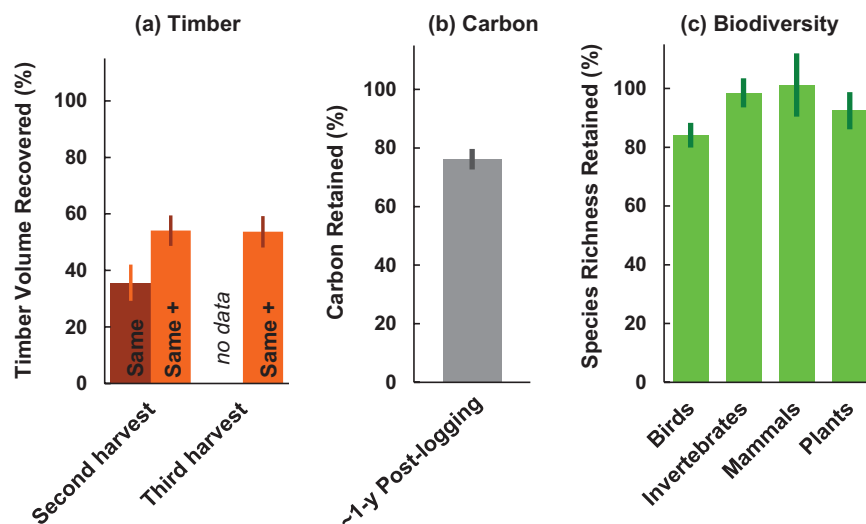 (a) Timber
Timber Volume Recovered (%)
100
80
60
40
20
0
Same
Same +
no data
Same +
Second harvest
Third harvest
(b) Carbon
Carbon Retained (%)
100
80
60
40
20
0
~1-y Post-logging
(c) Biodiversity
Species Richness Retained (%)
100
80
60
40
20
0
Birds
Invertebrates
Mammals
Plants